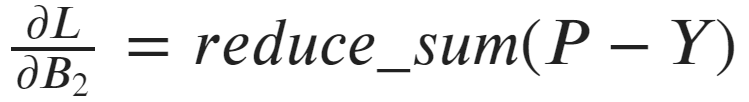 ∂L/∂B₂ = reduce_sum(P − Y)